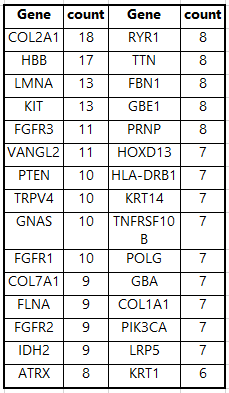 Gene count Gene count
COL2A1 18 RYR1 8
HBB 17 TTN 8
LMNA 13 FBN1 8
KIT 13 GBE1 8
FGFR3 11 PRNP 8
VANGL2 11 HOXD13 7
PTEN 10 HLA-DRB1 7
TRPV4 10 KRT14 7
GNAS 10 TNFRSF10 7
B
FGFR1 10 POLG 7
COL7A1 9 GBA 7
FLNA 9 COL1A1 7
FGFR2 9 PIK3CA 7
IDH2 9 LRP5 7
ATRX 8 KRT1 6